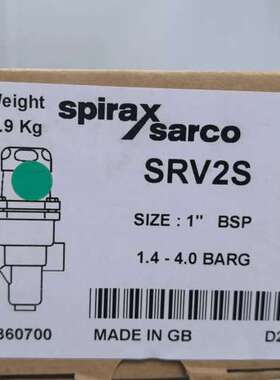 Weight
.9 Kg
spirax
sarco
SRV2S
SIZE : 1" BSP
1.4 - 4.0 BARG
360700
MADE IN GB
D2